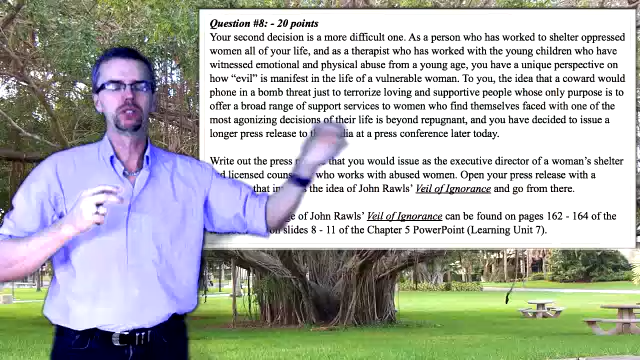 Question #8: - 20 points
Your second decision is a more difficult one. As a person who has worked to shelter oppressed
women all of your life, and as a therapist who has worked with the young children who have
witnessed emotional and physical abuse from a young age, you have a unique perspective on
how “evil” is manifest in the life of a vulnerable woman. To you, the idea that a coward would
phone in a bomb threat just to terrorize loving and supportive people whose only purpose is to
offer a broad range of support services to women who find themselves faced with one of the
most agonizing decisions of their life is beyond repugnant, and you have decided to issue a
longer press release to the at a press conference later today.
Write out the press that you would issue as the executive director of a woman's shelter
licensed who works with abused women. Open your press release with a
that the idea of John Rawls' Veil of Ignorance and go from there.
of John Rawls' Veil of Ignorance can be found on pages 162 - 164 of the
on slides 8 - 11 of the Chapter 5 PowerPoint (Learning Unit 7).